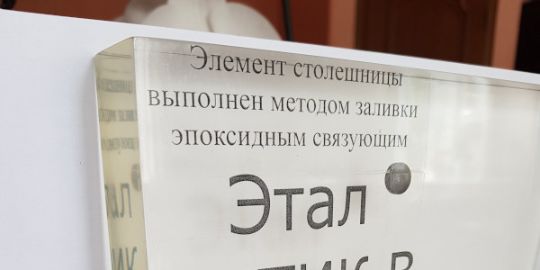 Элемент столешницы
выполнен методом заливки
эпоксидным связующим
Этал